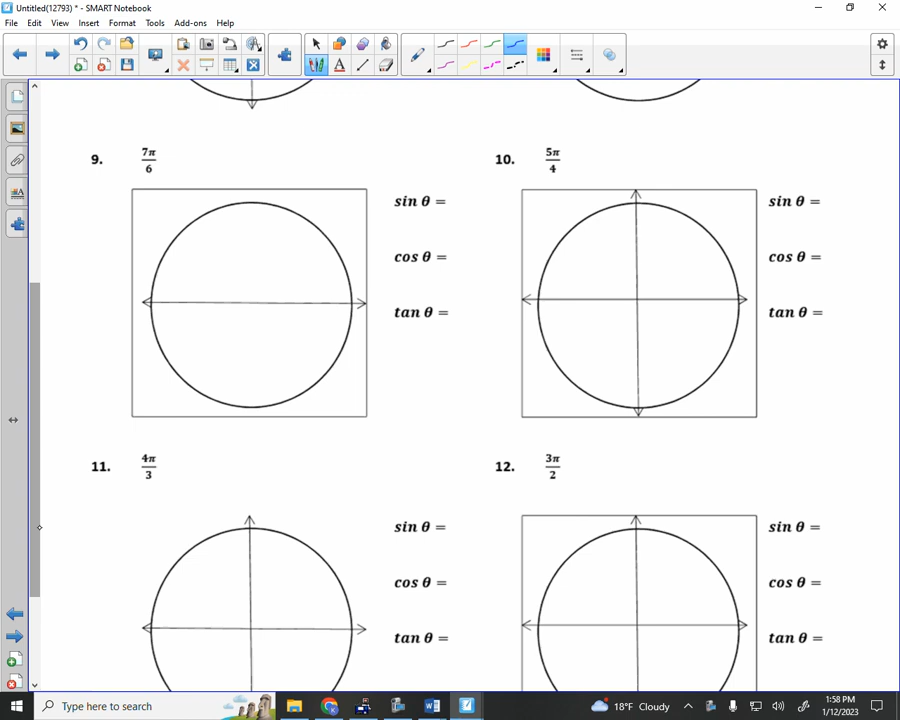 Untitled(12793) * - SMART Notebook
File Edit View Insert Format Tools Add-ons Help
9. 7π/6
sin θ =
cos θ =
tan θ =
10. 5π/4
sin θ =
cos θ =
tan θ =
11. 4π/3
sin θ =
cos θ =
tan θ =
12. 3π/2
sin θ =
cos θ =
tan θ =
Type here to search
18°F Cloudy
1:58 PM
1/12/2023